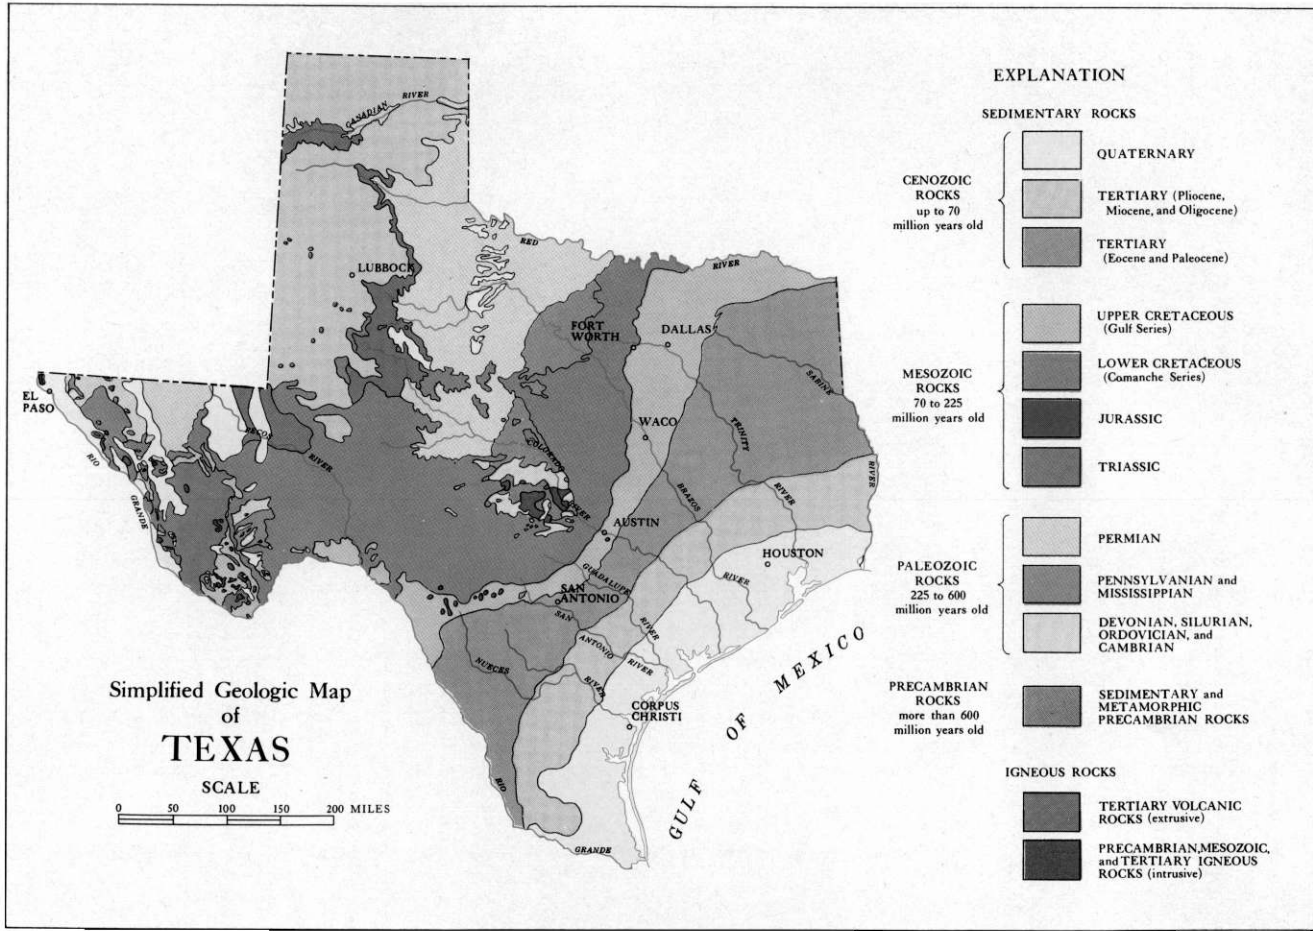 EXPLANATION
SEDIMENTARY ROCKS
CENOZOIC
ROCKS
up to 70
million years old
QUATERNARY
TERTIARY (Pliocene,
Miocene, and Oligocene)
TERTIARY
(Eocene and Paleocene)
MESOZOIC
ROCKS
70 to 225
million years old
UPPER CRETACEOUS
(Gulf Series)
LOWER CRETACEOUS
(Comanche Series)
JURASSIC
TRIASSIC
PALEOZOIC
ROCKS
225 to 600
million years old
PERMIAN
PENNSYLVANIAN and
MISSISSIPPIAN
DEVONIAN, SILURIAN,
ORDOVICIAN, and
CAMBRIAN
PRECAMBRIAN
ROCKS
more than 600
million years old
SEDIMENTARY and
METAMORPHIC
PRECAMBRIAN ROCKS
IGNEOUS ROCKS
TERTIARY VOLCANIC
ROCKS (extrusive)
PRECAMBRIAN, MESOZOIC,
and TERTIARY IGNEOUS
ROCKS (intrusive)
CANADIAN RIVER
RED RIVER
LUBBOCK
FORT
WORTH
DALLAS
SABINE RIVER
EL
PASO
PECOS RIVER
WACO
TRINITY RIVER
COLORADO RIVER
BRAZOS RIVER
RIO GRANDE
AUSTIN
HOUSTON
GUADALUPE RIVER
SAN
ANTONIO
SAN ANTONIO RIVER
NUECES RIVER
CORPUS
CHRISTI
RIO GRANDE
GULF OF MEXICO
Simplified Geologic Map
of
TEXAS
SCALE
0 50 100 150 200 MILES